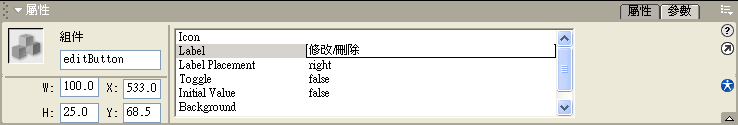 屬性
屬性 參數
組件
editButton
W: 100.0 X: 533.0
H: 25.0 Y: 68.5
Icon
Label 修改/刪除
Label Placement right
Toggle false
Initial Value false
Background